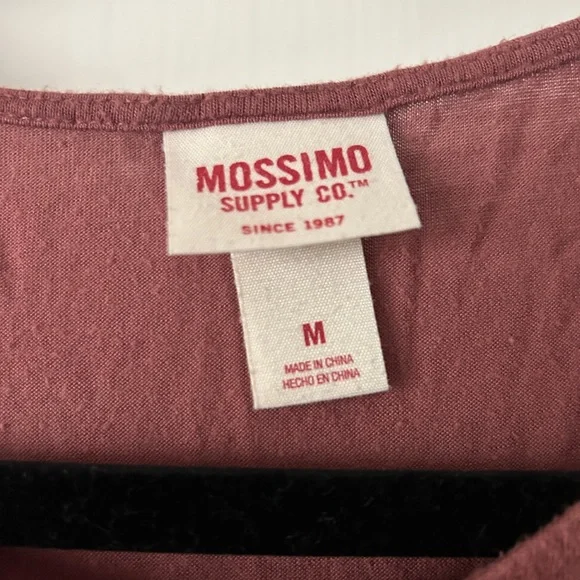 MOSSIMO
SUPPLY CO.™
SINCE 1987
M
MADE IN CHINA
HECHO EN CHINA